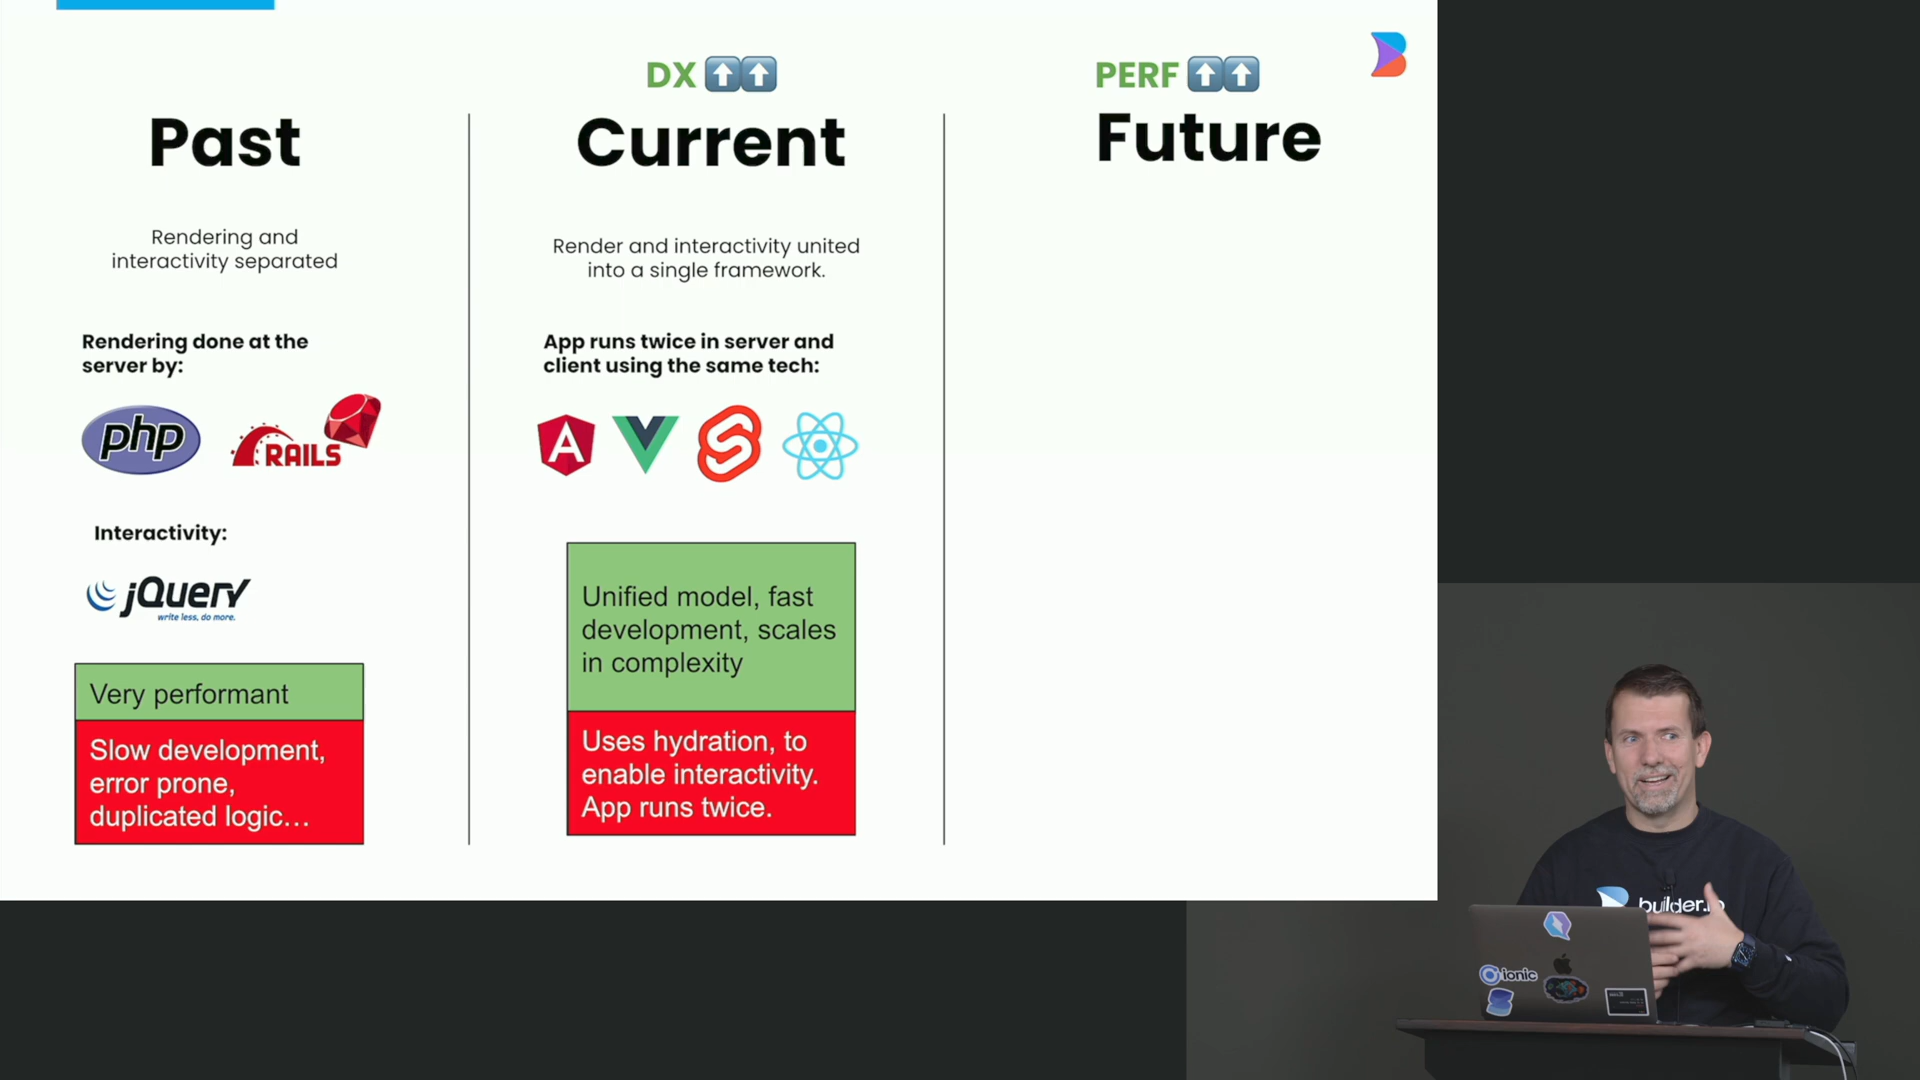 DX
PERF
Past
Current
Future
Rendering and
interactivity separated
Rendering done at the
server by:
php
RAILS
Interactivity:
jQuery
write less, do more.
Very performant
Slow development,
error prone,
duplicated logic...
Render and interactivity united
into a single framework.
App runs twice in server and
client using the same tech:
A
Unified model, fast
development, scales
in complexity
Uses hydration, to
enable interactivity.
App runs twice.
builder.io
ionic